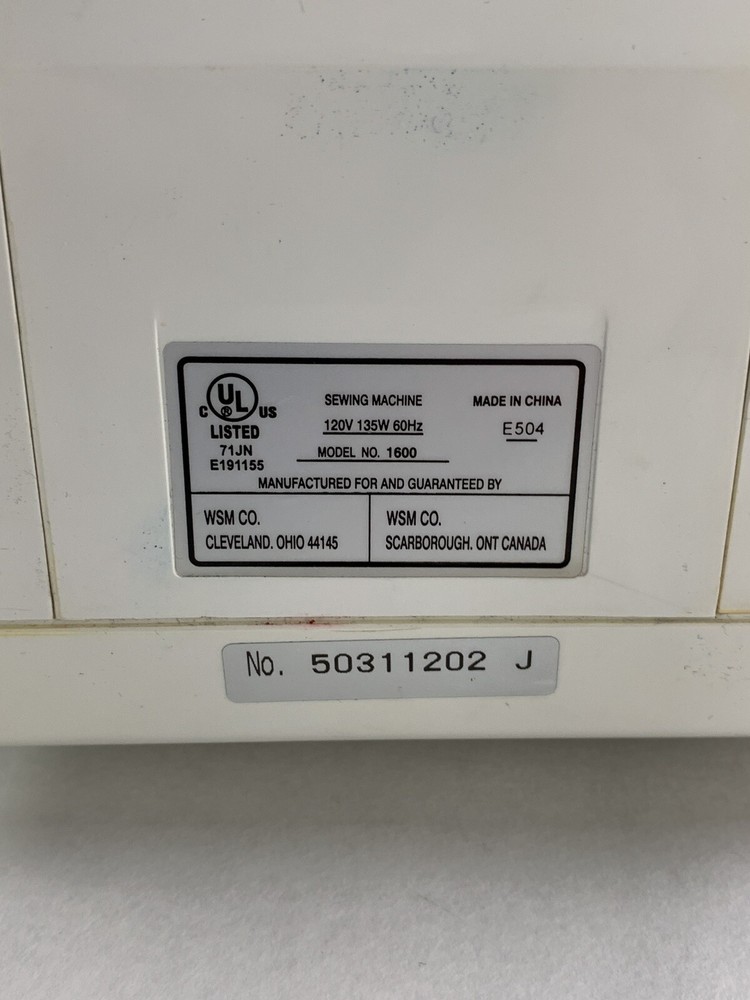 UL
®
C US
LISTED
71JN
E191155
SEWING MACHINE
120V 135W 60Hz
MODEL NO. 1600
MADE IN CHINA
E504
MANUFACTURED FOR AND GUARANTEED BY
WSM CO.
CLEVELAND. OHIO 44145
WSM CO.
SCARBOROUGH. ONT CANADA
No. 50311202 J